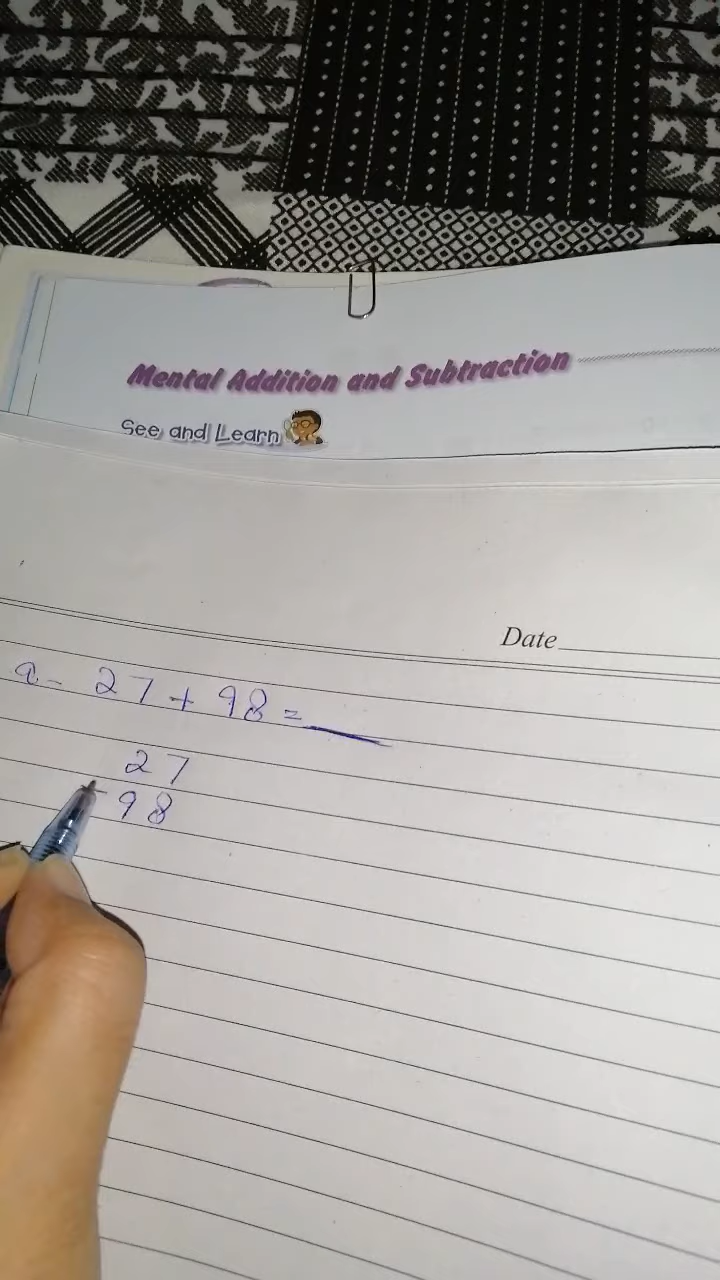 Mental Addition and Subtraction
See and Learn
Date
a- 27 + 98 =
27
98